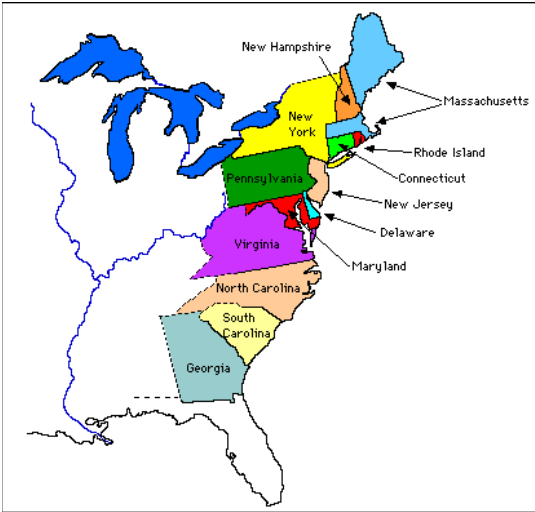 New Hampshire
Massachusetts
New
York
Rhode Island
Connecticut
Pennsylvania
New Jersey
Delaware
Virginia
Maryland
North Carolina
South
Carolina
Georgia